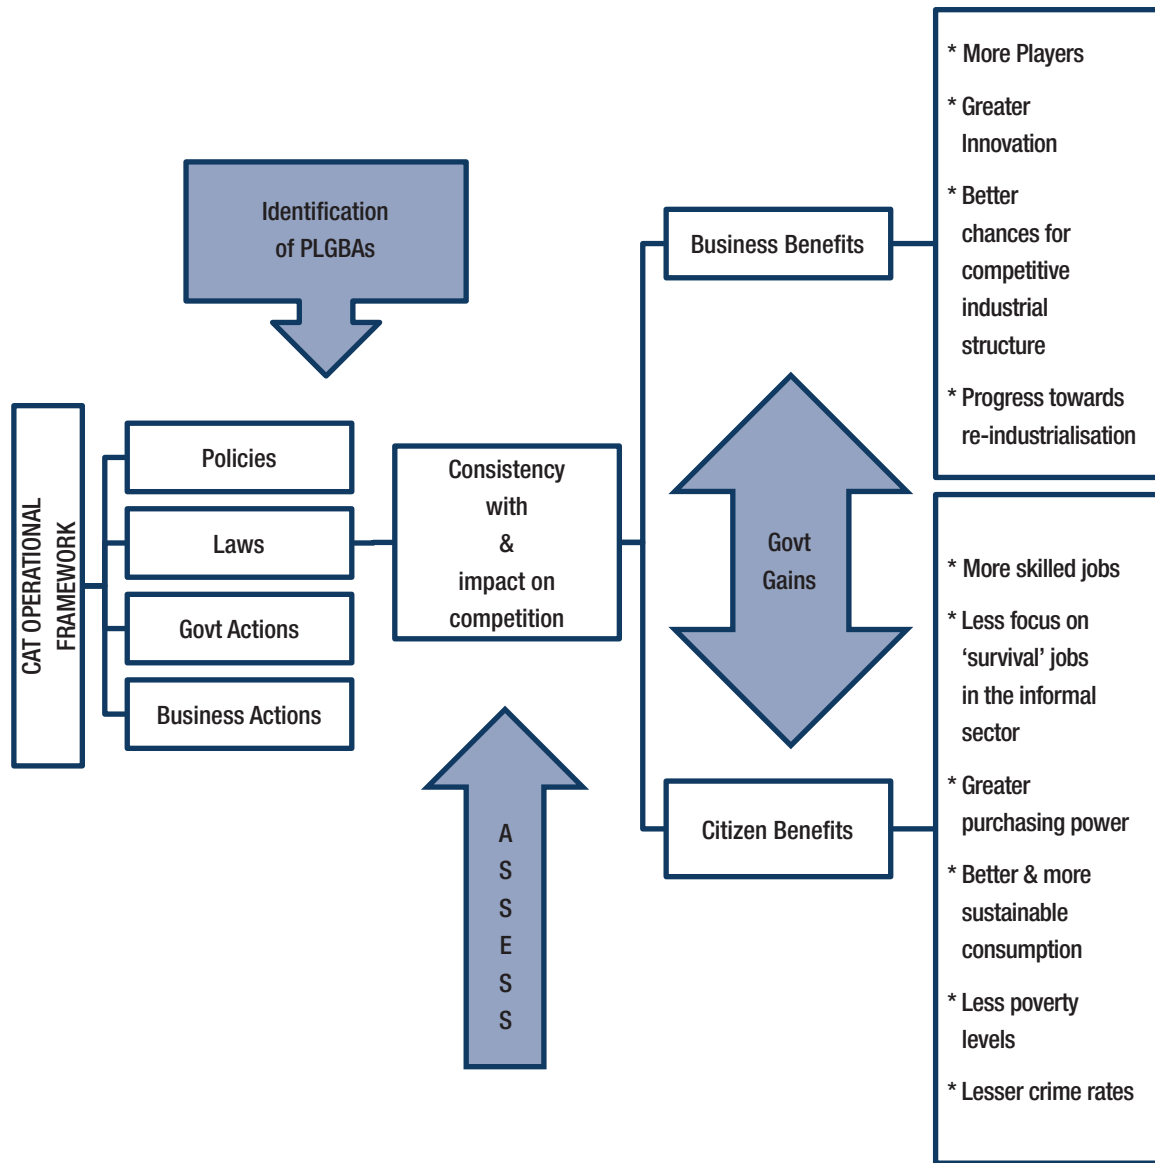 Identification
of PLGBAs
CAT OPERATIONAL
FRAMEWORK
Policies
Laws
Govt Actions
Business Actions
Consistency
with
&
impact on
competition
A
S
S
E
S
S
Business Benefits
Govt
Gains
Citizen Benefits
* More Players
* Greater
Innovation
* Better
chances for
competitive
industrial
structure
* Progress towards
re-industrialisation
* More skilled jobs
* Less focus on
‘survival’ jobs
in the informal
sector
* Greater
purchasing power
* Better & more
sustainable
consumption
* Less poverty
levels
* Lesser crime rates